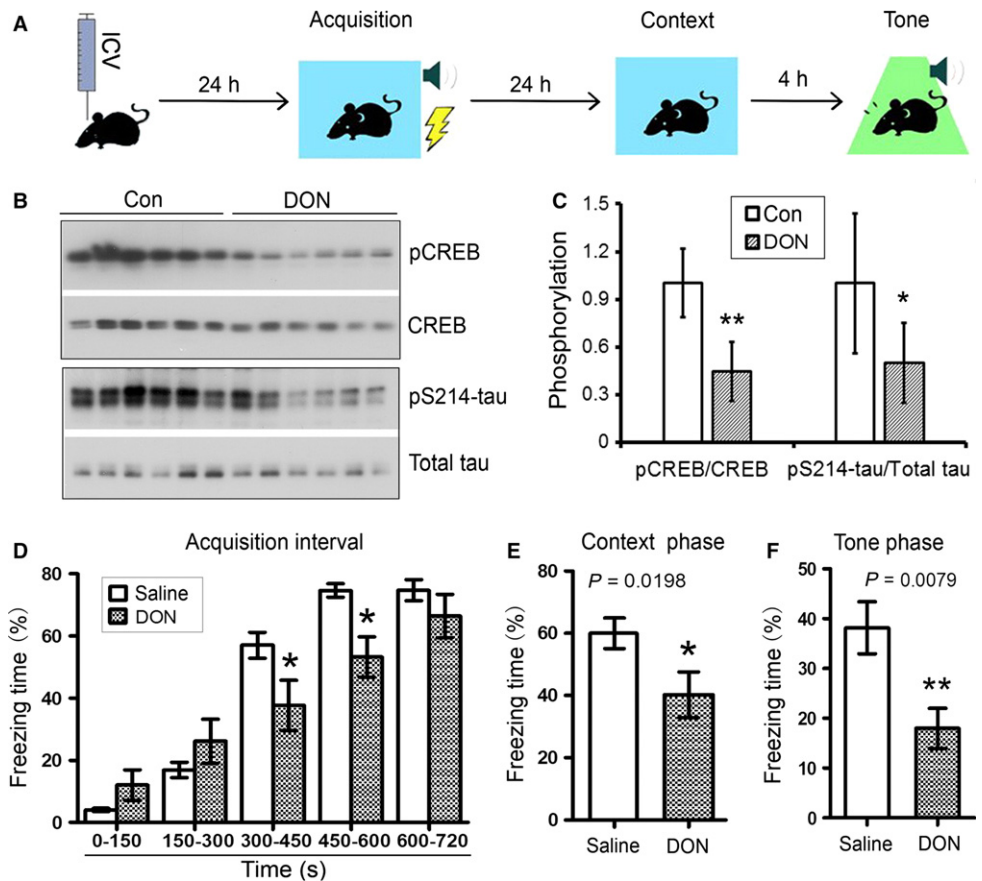 A
ICV
24 h
Acquisition
24 h
Context
4 h
Tone
B
Con
DON
pCREB
CREB
pS214-tau
Total tau
C
Phosphorylation
1.5
1.2
0.9
0.6
0.3
0
Con
DON
**
*
pCREB/CREB
pS214-tau/Total tau
D
Acquisition interval
Freezing time (%)
80
60
40
20
0
Saline
DON
*
*
0-150 150-300 300-450 450-600 600-720
Time (s)
E
Context phase
P = 0.0198
Freezing time (%)
80
60
40
20
0
*
Saline DON
F
Tone phase
P = 0.0079
Freezing time (%)
50
40
30
20
10
0
**
Saline DON